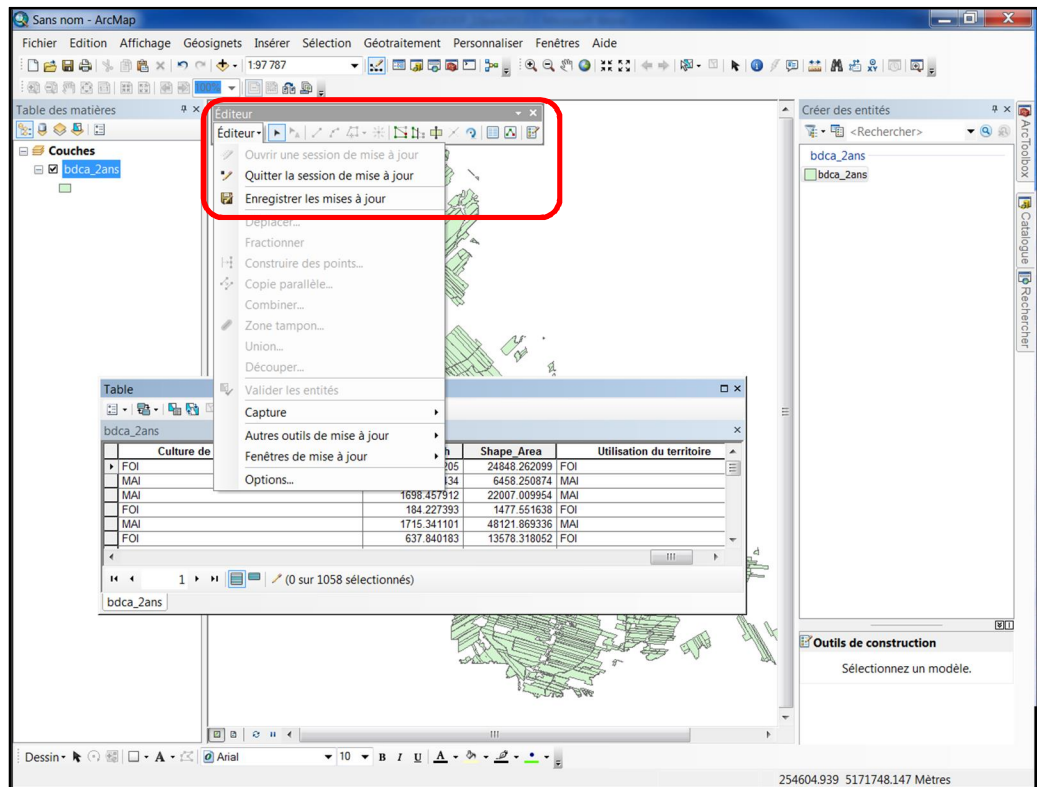 Sans nom - ArcMap
Fichier Edition Affichage Géosignets Insérer Sélection Géotraitement Personnaliser Fenêtres Aide
1:97 787
100%
Table des matières
Couches
bdca_2ans
Éditeur
Éditeur
Ouvrir une session de mise à jour
Quitter la session de mise à jour
Enregistrer les mises à jour
Déplacer...
Fractionner
Construire des points...
Copie parallèle...
Combiner...
Zone tampon...
Union...
Découper...
Valider les entités
Capture
Autres outils de mise à jour
Fenêtres de mise à jour
Options...
Créer des entités
<Rechercher>
bdca_2ans
bdca_2ans
ArcToolbox
Catalogue
Rechercher
Table
bdca_2ans
Culture de h Shape_Area Utilisation du territoire
FOI 205 24848.262099 FOI
MAI 434 6458.250874 MAI
MAI 1698.457912 22007.009954 MAI
FOI 184.227393 1477.551638 FOI
MAI 1715.341101 48121.869336 MAI
FOI 637.840183 13578.318052 FOI
1 (0 sur 1058 sélectionnés)
bdca_2ans
Outils de construction
Sélectionnez un modèle.
Dessin A Arial 10 B I U A
254604.939 5171748.147 Mètres